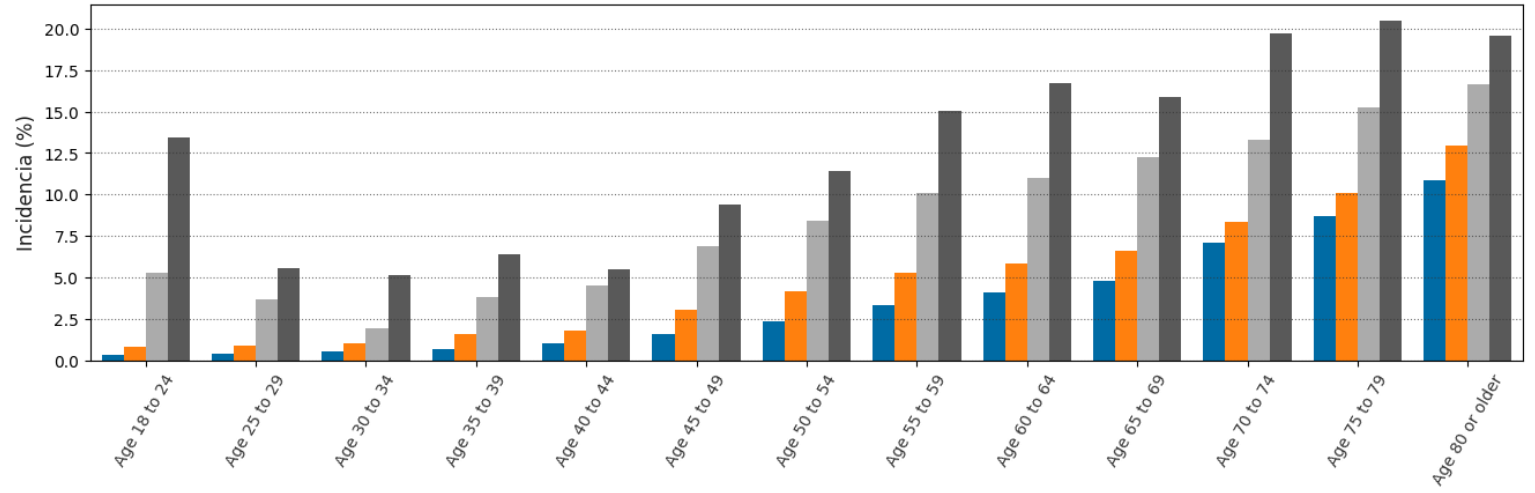 Incidencia (%)
20.0
17.5
15.0
12.5
10.0
7.5
5.0
2.5
0.0
Age 18 to 24
Age 25 to 29
Age 30 to 34
Age 35 to 39
Age 40 to 44
Age 45 to 49
Age 50 to 54
Age 55 to 59
Age 60 to 64
Age 65 to 69
Age 70 to 74
Age 75 to 79
Age 80 or older